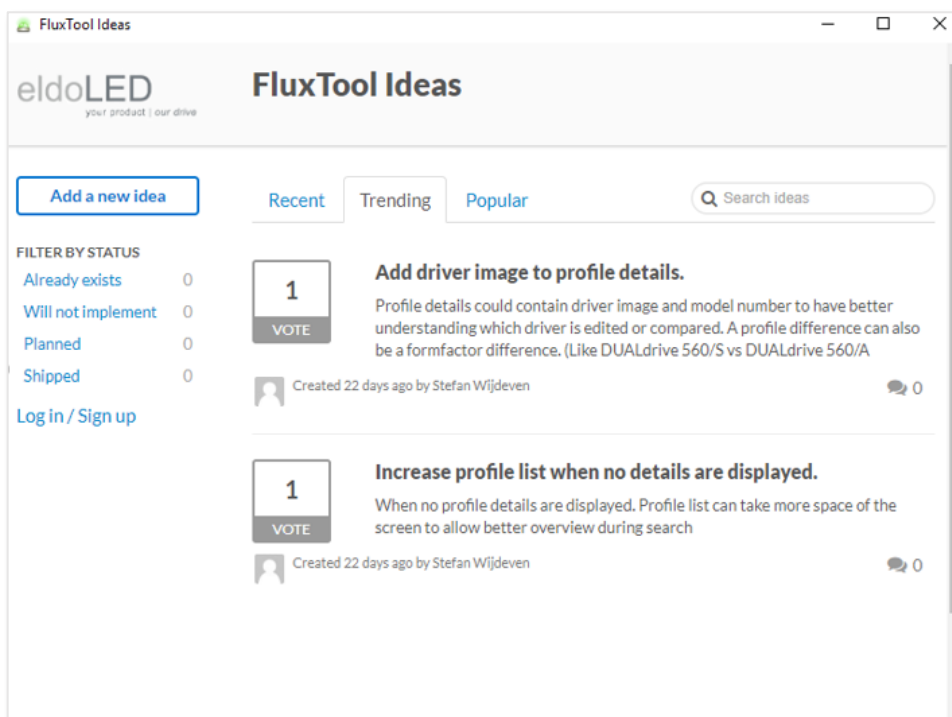 FluxTool Ideas
eldoLED
your product | our drive
FluxTool Ideas
Add a new idea
Recent
Trending
Popular
Search ideas
FILTER BY STATUS
Already exists 0
Will not implement 0
Planned 0
Shipped 0
Log in / Sign up
1
VOTE
Add driver image to profile details.
Profile details could contain driver image and model number to have better
understanding which driver is edited or compared. A profile difference can also
be a formfactor difference. (Like DUALdrive 560/S vs DUALdrive 560/A
Created 22 days ago by Stefan Wijdeven
0
1
VOTE
Increase profile list when no details are displayed.
When no profile details are displayed. Profile list can take more space of the
screen to allow better overview during search
Created 22 days ago by Stefan Wijdeven
0